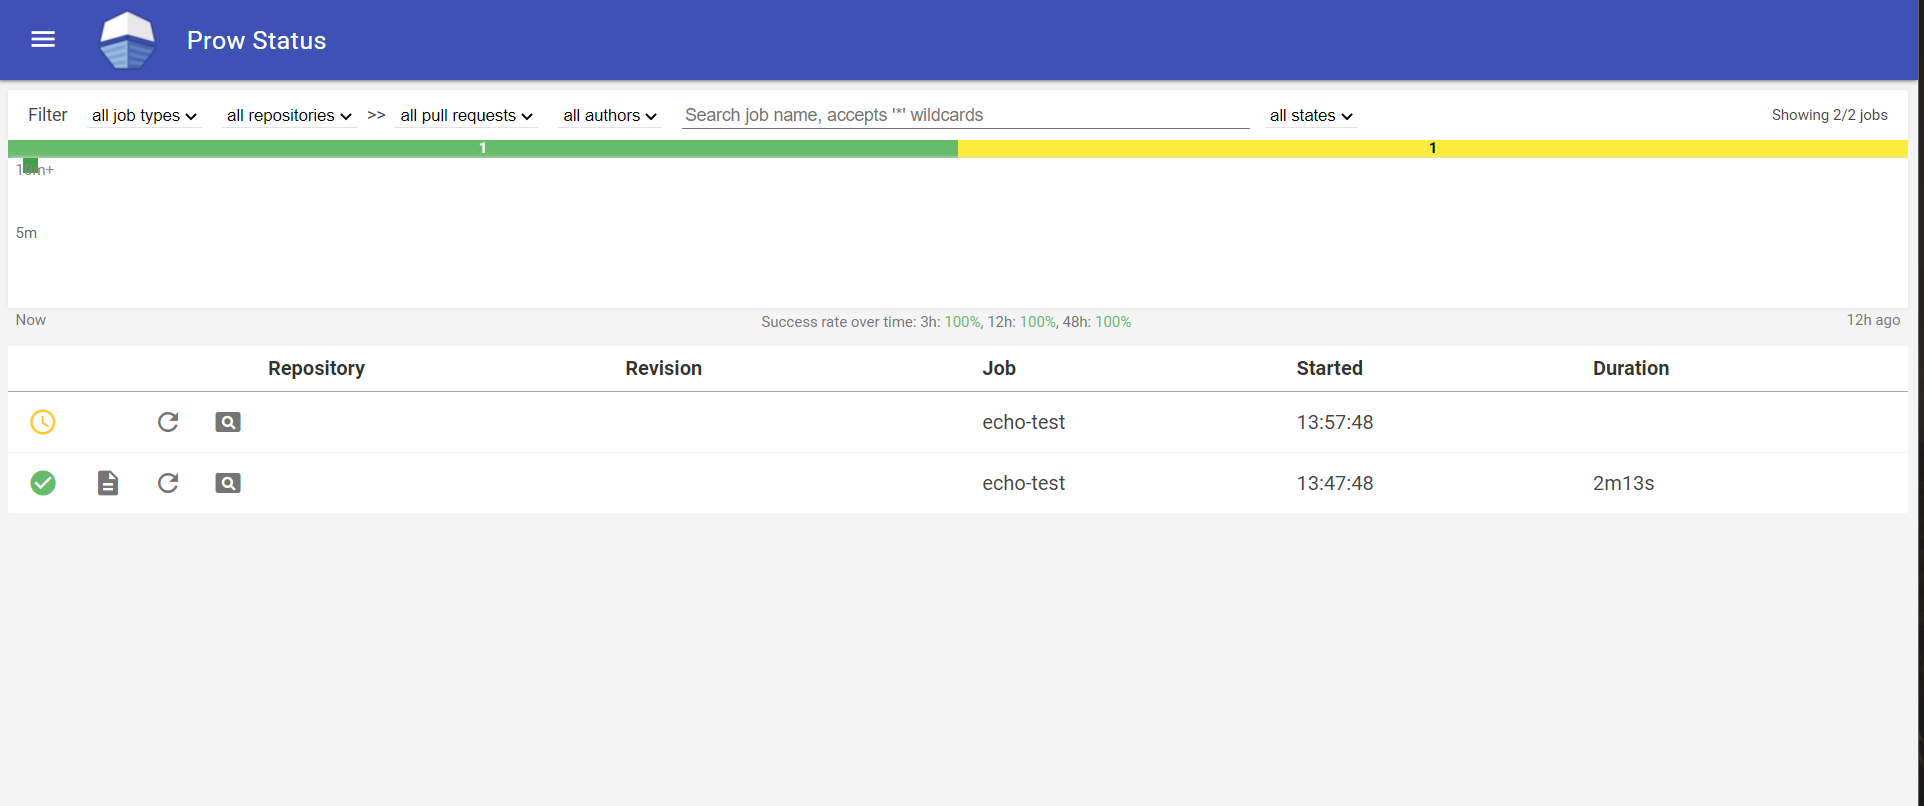 Prow Status
Filter all job types all repositories >> all pull requests all authors Search job name, accepts '*' wildcards all states Showing 2/2 jobs
1 1
10m+
5m
Now Success rate over time: 3h: 100%, 12h: 100%, 48h: 100% 12h ago
Repository Revision Job Started Duration
echo-test 13:57:48
echo-test 13:47:48 2m13s